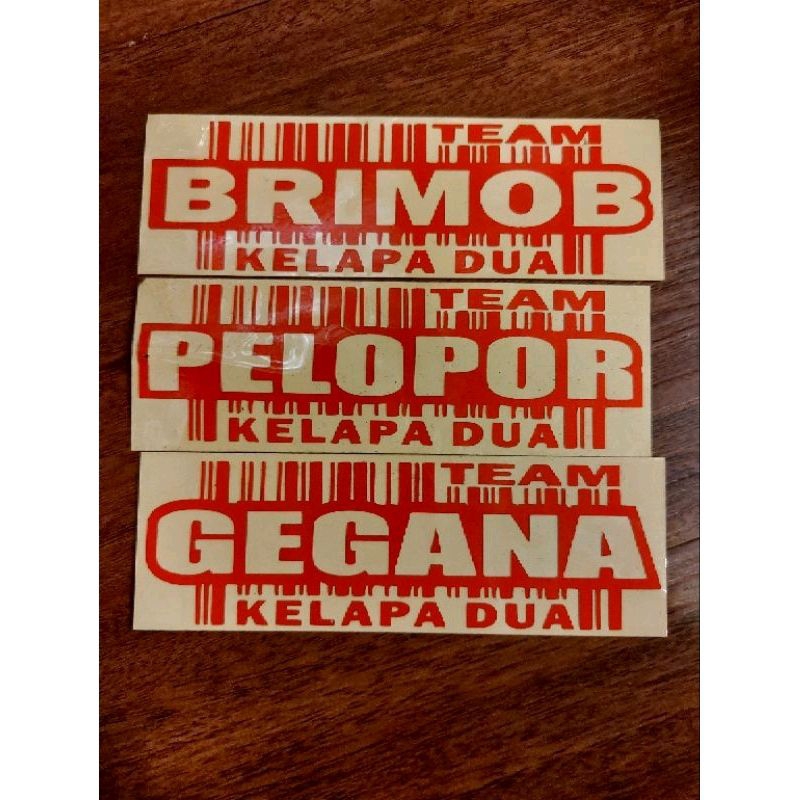 TEAM
BRIMOB
KELAPA DUA
TEAM
PELOPOR
KELAPA DUA
TEAM
GEGANA
KELAPA DUA